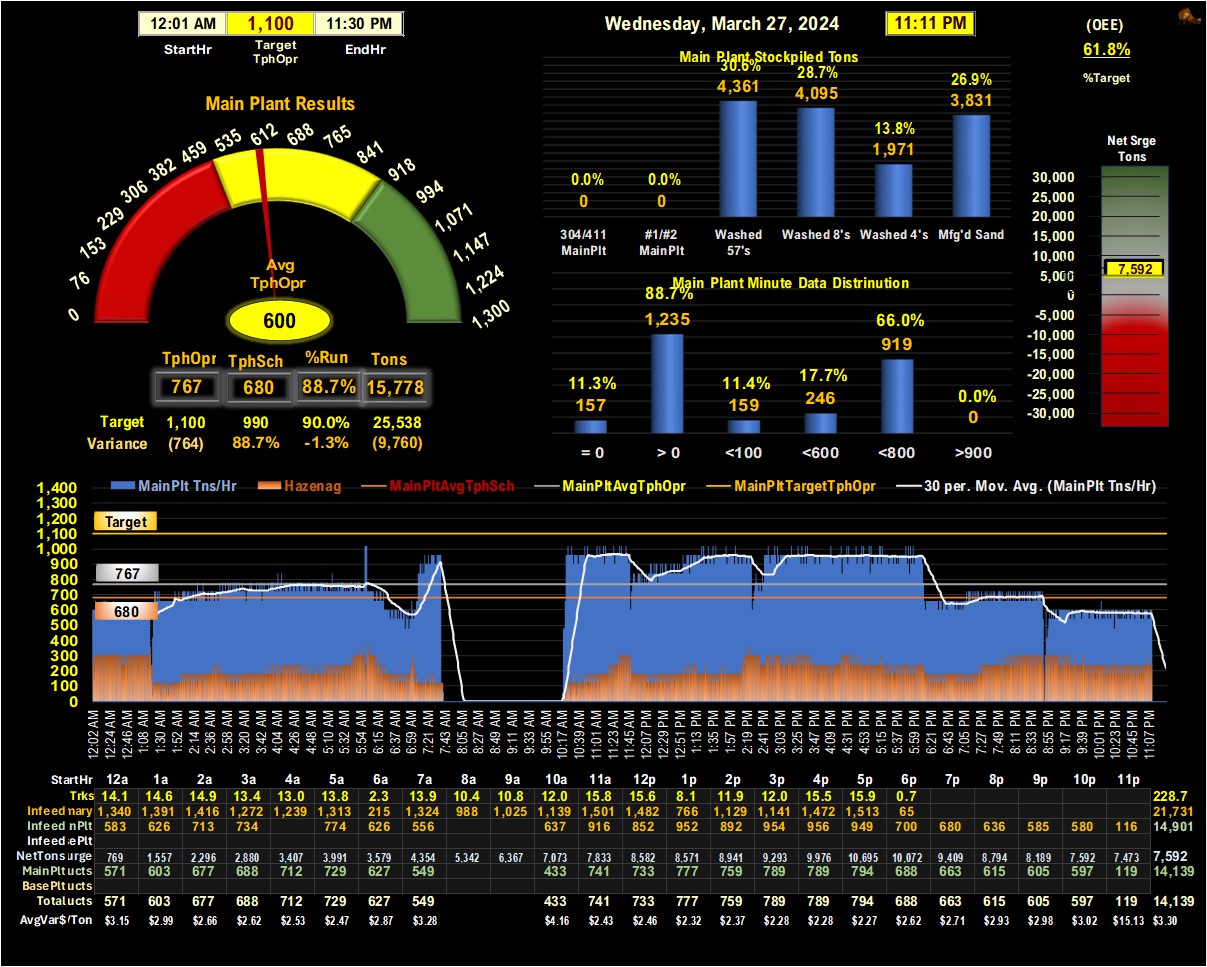 12:01 AM 1,100 11:30 PM
StartHr Target TphOpr EndHr
Wednesday, March 27, 2024 11:11 PM
(OEE)
61.8%
%Target
Main Plant Results
0 76 153 229 306 382 459 535 612 688 765 841 918 994 1,071 1,147 1,224 1,300
Avg
TphOpr
600
TphOpr TphSch %Run Tons
767 680 88.7% 15,778
Target 1,100 990 90.0% 25,538
Variance (764) 88.7% -1.3% (9,760)
Main Plant Stockpiled Tons
0.0% 0.0% 30.6% 28.7% 13.8% 26.9%
0 0 4,361 4,095 1,971 3,831
304/411 MainPlt #1/#2 MainPlt Washed 57's Washed 8's Washed 4's Mfg'd Sand
Main Plant Minute Data Distrinution
11.3% 88.7% 11.4% 17.7% 66.0% 0.0%
157 1,235 159 246 919 0
= 0 > 0 <100 <600 <800 >900
Net Srge
Tons
30,000
25,000
20,000
15,000
10,000
7,592
5,000
0
-5,000
-10,000
-15,000
-20,000
-25,000
-30,000
MainPlt Tns/Hr Hazenag MainPltAvgTphSch MainPltAvgTphOpr MainPltTargetTphOpr 30 per. Mov. Avg. (MainPlt Tns/Hr)
1,400
1,300
1,200
1,100
1,000
900
800
700
600
500
400
300
200
100
0
Target
767
680
12:02 AM 12:24 AM 12:46 AM 1:08 AM 1:30 AM 1:52 AM 2:14 AM 2:36 AM 2:58 AM 3:20 AM 3:42 AM 4:04 AM 4:26 AM 4:48 AM 5:10 AM 5:32 AM 5:54 AM 6:15 AM 6:37 AM 6:59 AM 7:21 AM 7:43 AM 8:05 AM 8:27 AM 8:49 AM 9:11 AM 9:33 AM 9:55 AM 10:17 AM 10:39 AM 11:01 AM 11:23 AM 11:45 AM 12:07 PM 12:29 PM 12:51 PM 1:13 PM 1:35 PM 1:57 PM 2:19 PM 2:41 PM 3:03 PM 3:25 PM 3:47 PM 4:09 PM 4:31 PM 4:53 PM 5:15 PM 5:37 PM 5:59 PM 6:21 PM 6:43 PM 7:05 PM 7:27 PM 7:49 PM 8:11 PM 8:33 PM 8:55 PM 9:17 PM 9:39 PM 10:01 PM 10:23 PM 10:45 PM 11:07 PM
StartHr 12a 1a 2a 3a 4a 5a 6a 7a 8a 9a 10a 11a 12p 1p 2p 3p 4p 5p 6p 7p 8p 9p 10p 11p
Trks 14.1 14.6 14.9 13.4 13.0 13.8 2.3 13.9 10.4 10.8 12.0 15.8 15.6 8.1 11.9 12.0 15.5 15.9 0.7 228.7
Infeed nary 1,340 1,391 1,416 1,272 1,239 1,313 215 1,324 988 1,025 1,139 1,501 1,482 766 1,129 1,141 1,472 1,513 65 21,731
Infeed nPlt 583 626 713 734 774 626 556 637 916 852 952 892 954 956 949 700 680 636 585 580 116 14,901
Infeed ePlt
NetTons urge 769 1,557 2,296 2,880 3,407 3,991 3,579 4,354 5,342 6,367 7,073 7,833 8,582 8,571 8,941 9,293 9,976 10,695 10,072 9,409 8,794 8,189 7,592 7,473 7,592
MainPlt ucts 571 603 677 688 712 729 627 549 433 741 733 777 759 789 789 794 688 663 615 605 597 119 14,139
BasePlt ucts
Total ucts 571 603 677 688 712 729 627 549 433 741 733 777 759 789 789 794 688 663 615 605 597 119 14,139
AvgVar$/Ton $3.15 $2.99 $2.66 $2.62 $2.53 $2.47 $2.87 $3.28 $4.16 $2.43 $2.46 $2.32 $2.37 $2.28 $2.28 $2.27 $2.62 $2.71 $2.93 $2.98 $3.02 $15.13 $3.30